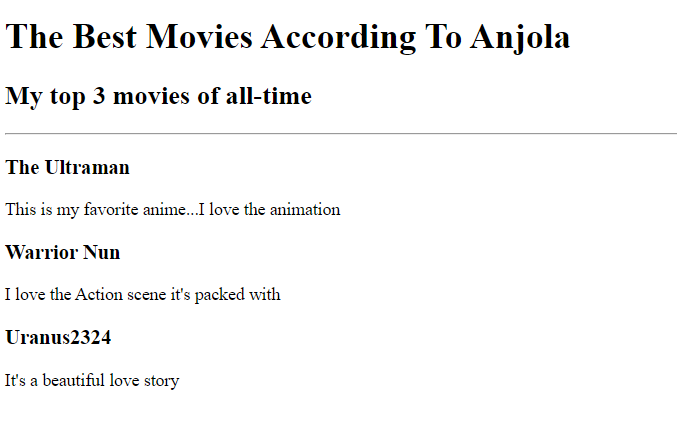 The Best Movies According To Anjola
My top 3 movies of all-time
The Ultraman
This is my favorite anime...I love the animation
Warrior Nun
I love the Action scene it's packed with
Uranus2324
It's a beautiful love story